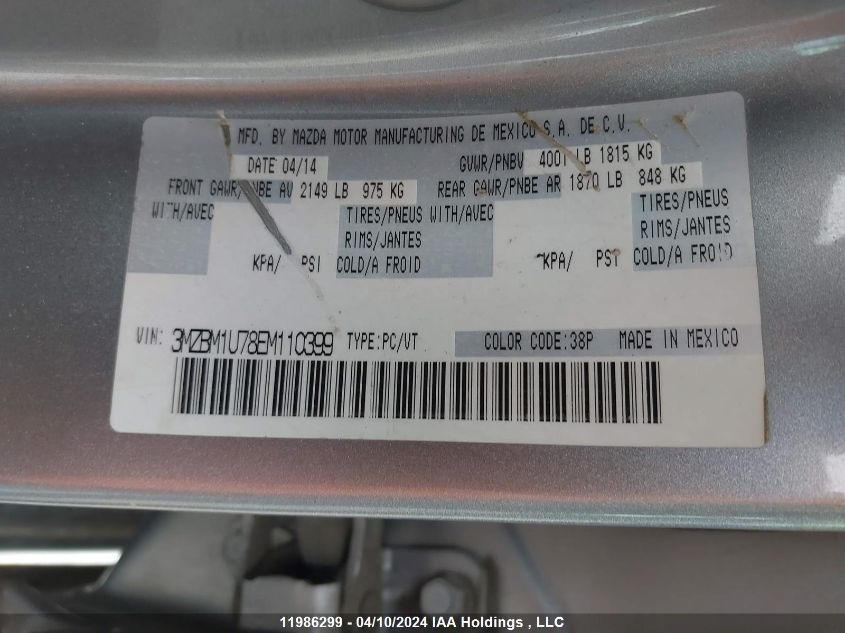 MFD. BY MAZDA MOTOR MANUFACTURING DE MEXICO S.A. DE C.V.
DATE 04/14 GVWR/PNBV 4001 LB 1815 KG
FRONT GAWR/PNBE AV 2149 LB 975 KG REAR GAWR/PNBE AR 1870 LB 848 KG
WITH/AVEC TIRES/PNEUS WITH/AVEC TIRES/PNEUS
RIMS/JANTES RIMS/JANTES
KPA/ PSI COLD/A FROID KPA/ PSI COLD/A FROID
VIN: 3MZBM1U78EM110399 TYPE:PC/VT COLOR CODE:38P MADE IN MEXICO
11986299 - 04/10/2024 IAA Holdings , LLC